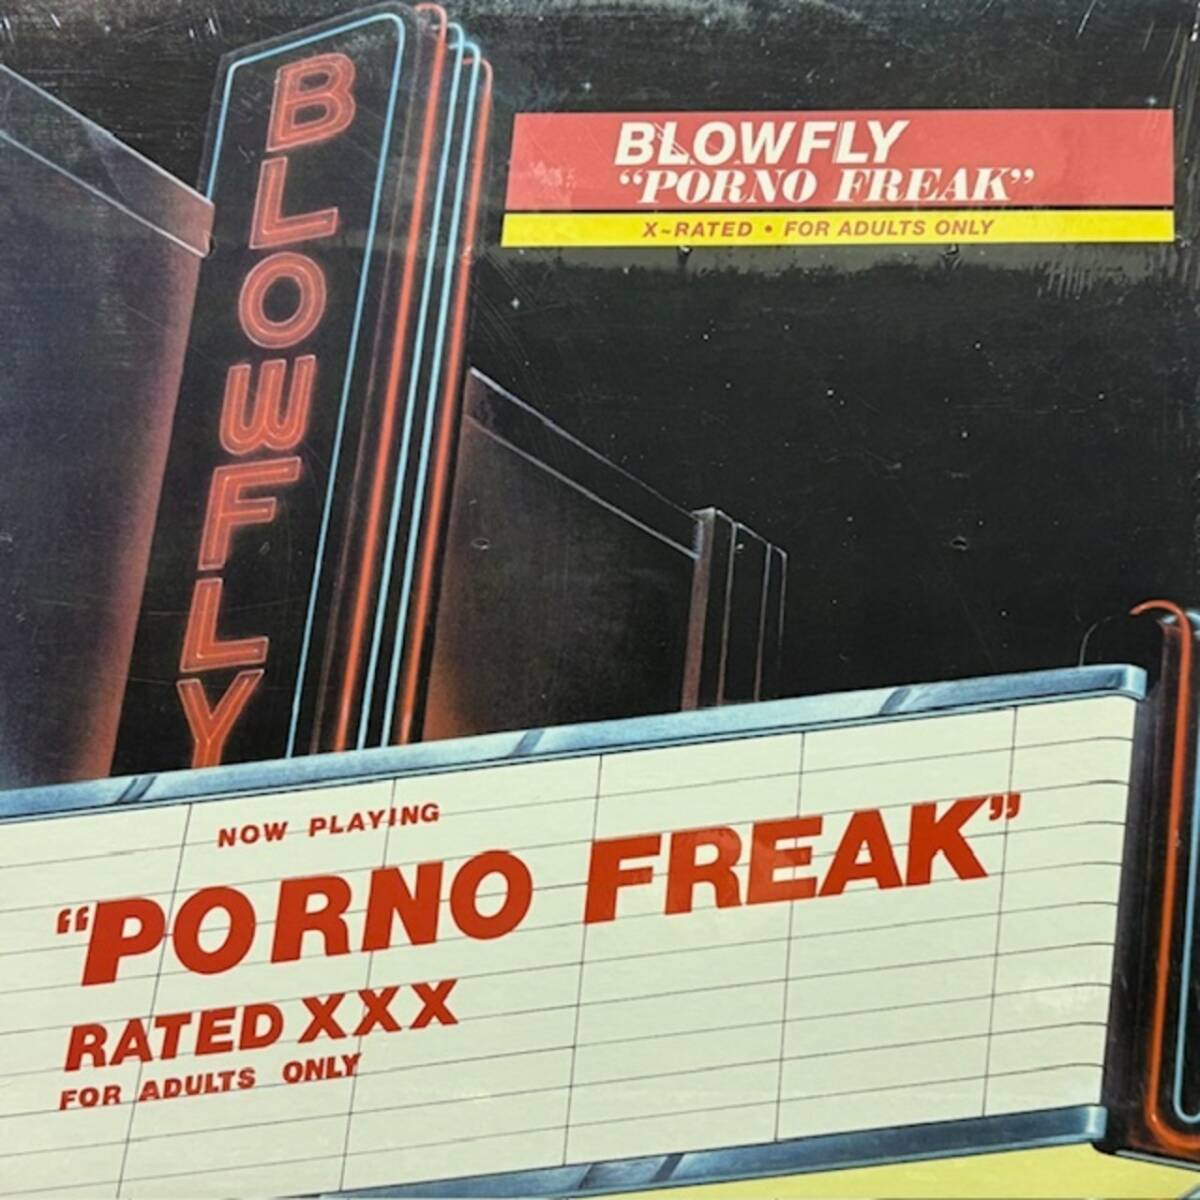 BLOWFLY
BLOWFLY
“PORNO FREAK”
X~RATED • FOR ADULTS ONLY
NOW PLAYING
“PORNO FREAK”
RATED XXX
FOR ADULTS ONLY